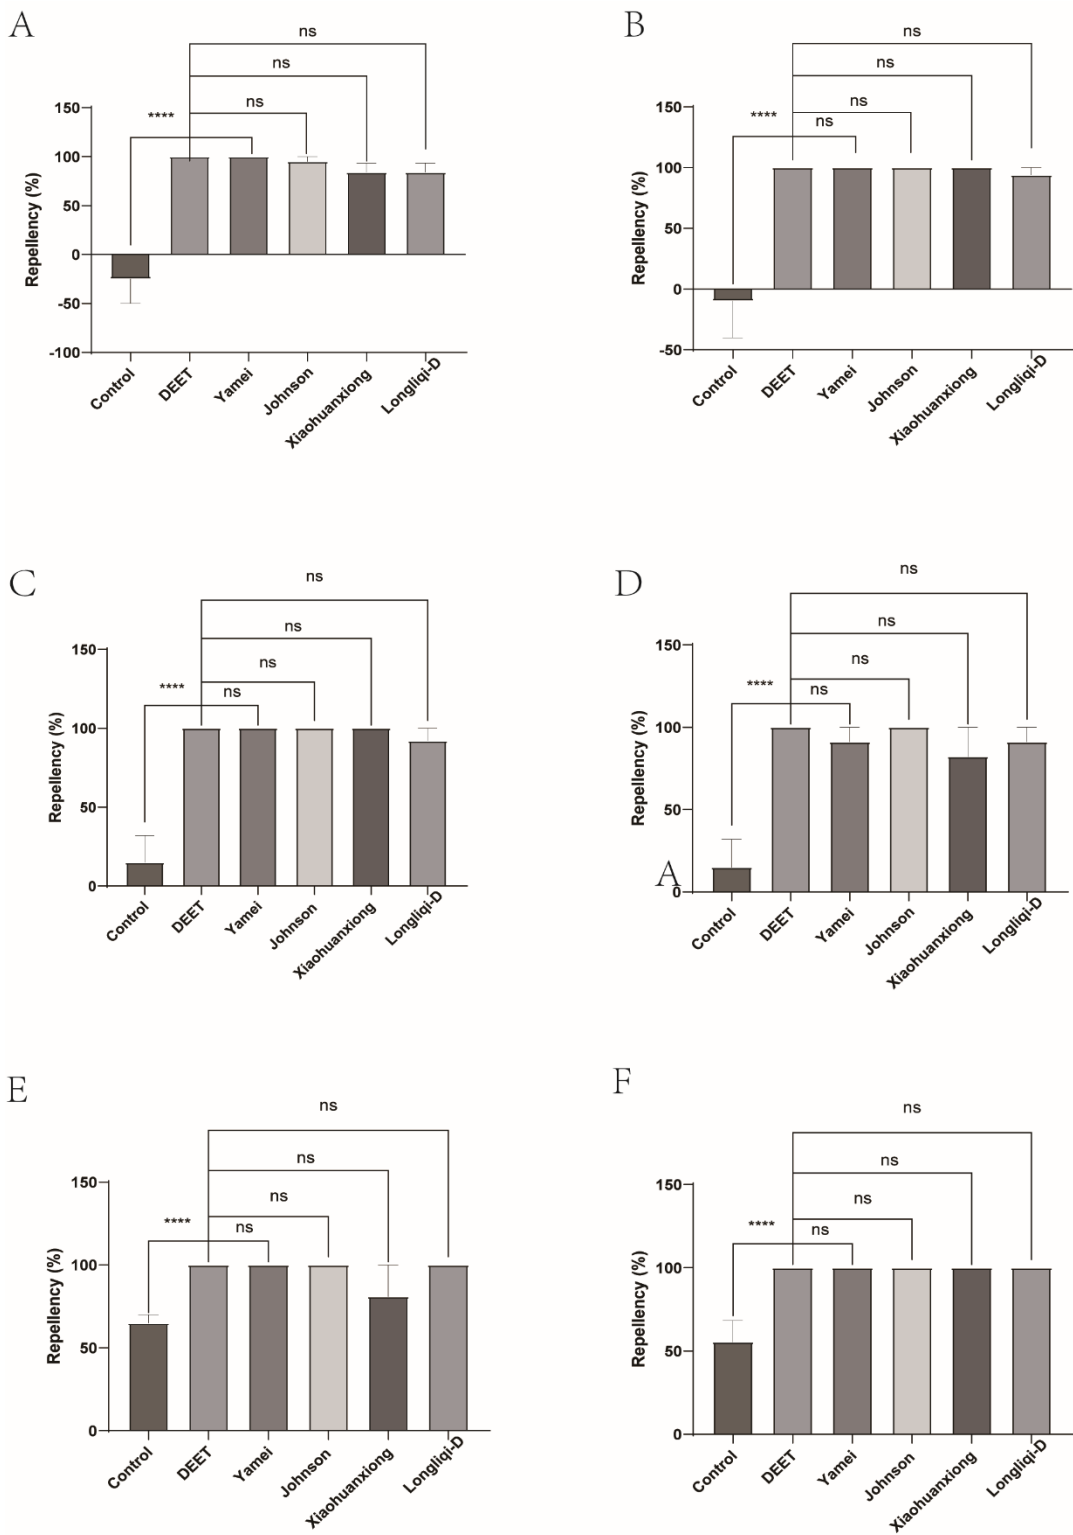 A
ns
ns
ns
****
Repellency (%)
150
100
50
0
-50
-100
Control
DEET
Yamei
Johnson
Xiaohuanxiong
Longliqi-D
B
ns
ns
ns
****
ns
Repellency (%)
150
100
50
0
-50
Control
DEET
Yamei
Johnson
Xiaohuanxiong
Longliqi-D
C
ns
ns
ns
****
ns
Repellency (%)
150
100
50
0
Control
DEET
Yamei
Johnson
Xiaohuanxiong
Longliqi-D
D
ns
ns
ns
****
ns
Repellency (%)
150
100
50
0
A
Control
DEET
Yamei
Johnson
Xiaohuanxiong
Longliqi-D
E
ns
ns
ns
****
ns
Repellency (%)
150
100
50
0
Control
DEET
Yamei
Johnson
Xiaohuanxiong
Longliqi-D
F
ns
ns
ns
****
ns
Repellency (%)
150
100
50
0
Control
DEET
Yamei
Johnson
Xiaohuanxiong
Longliqi-D